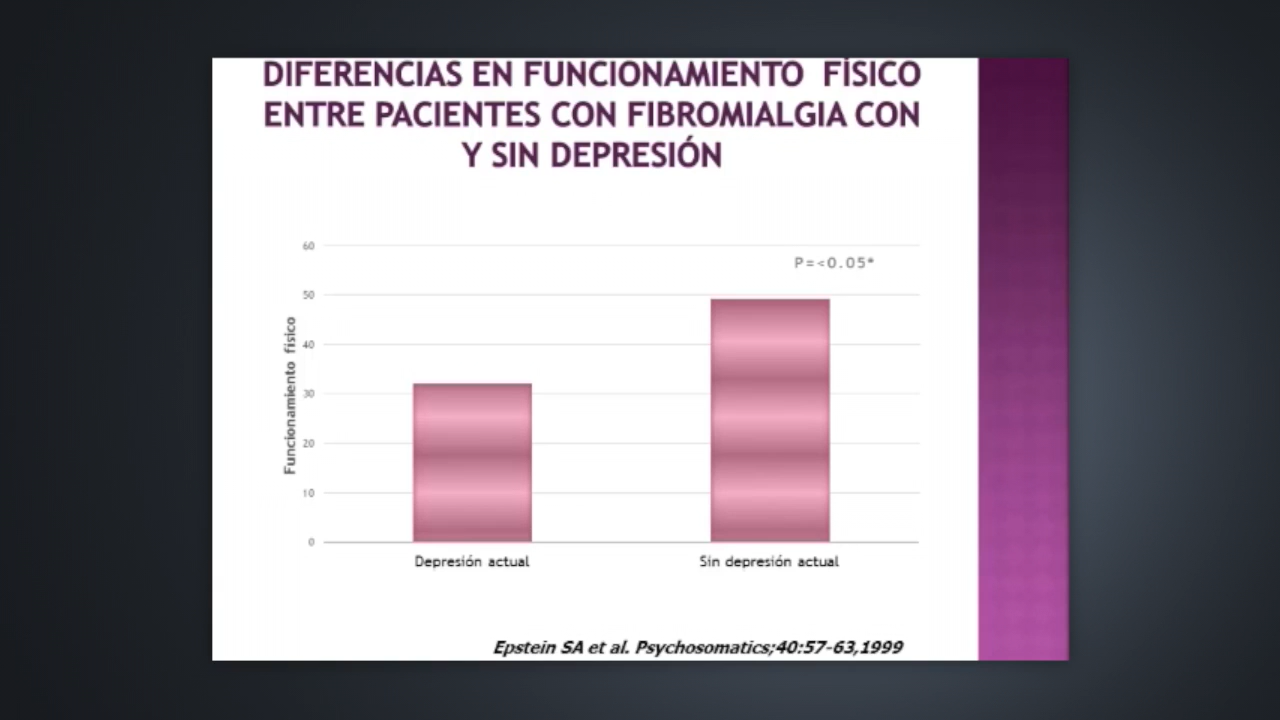 DIFERENCIAS EN FUNCIONAMIENTO FÍSICO
ENTRE PACIENTES CON FIBROMIALGIA CON
Y SIN DEPRESIÓN
60
P=<0.05*
50
40
30
20
10
0
Funcionamiento físico
Depresión actual
Sin depresión actual
Epstein SA et al. Psychosomatics;40:57-63,1999